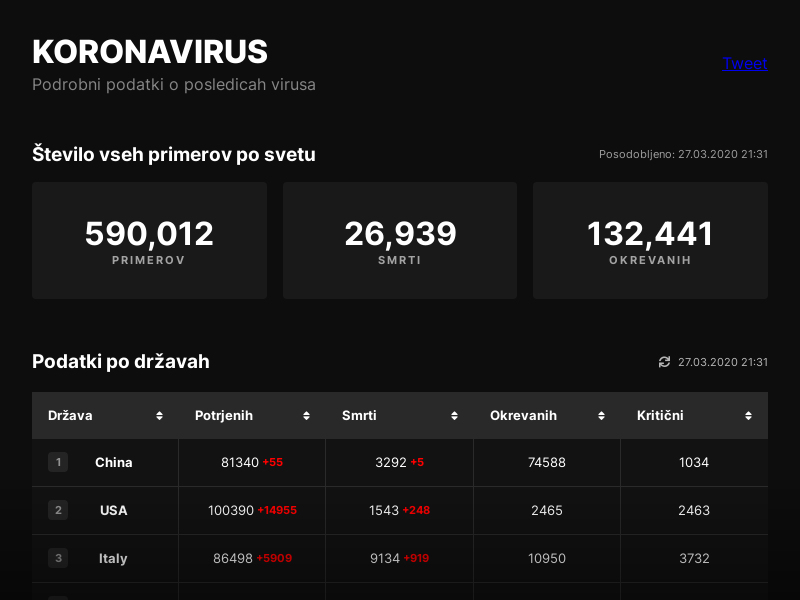 KORONAVIRUS
Podrobni podatki o posledicah virusa
Tweet
Število vseh primerov po svetu
Posodobljeno: 27.03.2020 21:31
590,012
PRIMEROV
26,939
SMRTI
132,441
OKREVANIH
Podatki po državah
27.03.2020 21:31
Država Potrjenih Smrti Okrevanih Kritični
1 China 81340 +55 3292 +5 74588 1034
2 USA 100390 +14955 1543 +248 2465 2463
3 Italy 86498 +5909 9134 +919 10950 3732